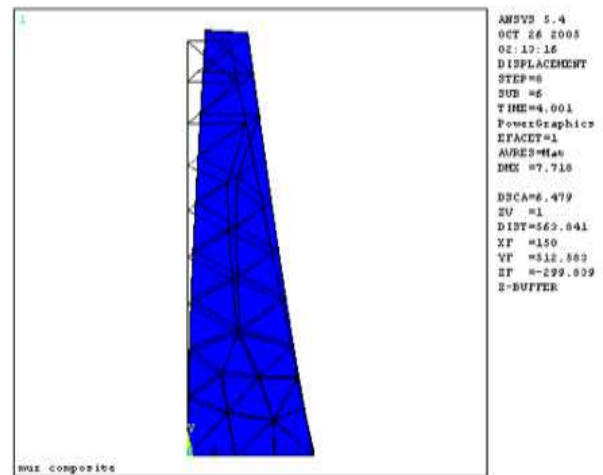 1
ANSYS 5.4
OCT 26 2005
02:13:16
DISPLACEMENT
STEP=8
SUB =6
TIME=4.001
PowerGraphics
EFACET=1
AVRES=Mat
DMX =7.718
DSCA=6.479
ZV =1
DIST=563.841
XF =150
YF =512.583
ZF =-299.839
Z-BUFFER
mur composite